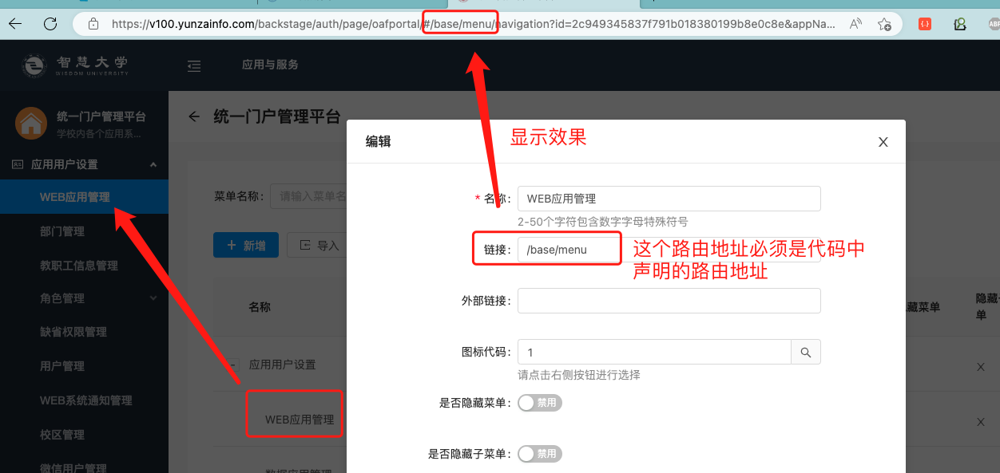 https://v100.yunzainfo.com/backstage/auth/page/oafportal/#/base/menu/navigation?id=2c949345837f791b018380199b8e0c8e&appNa...
智慧大学
WISDOM UNIVERSITY
应用与服务
统一门户管理平台
学校内各个应用系...
统一门户管理平台
编辑
显示效果
应用用户设置
WEB应用管理
菜单名称：
请输入菜单名
* 名称：
WEB应用管理
2-50个字符包含数字字母特殊符号
部门管理
新增
导入
链接：
/base/menu
这个路由地址必须是代码中
声明的路由地址
教职工信息管理
角色管理
名称
外部链接：
藏菜单
单
缺省权限管理
应用用户设置
图标代码：
1
请点击右侧按钮进行选择
用户管理
WEB系统通知管理
是否隐藏菜单：
禁用
WEB应用管理
校区管理
是否隐藏子菜单：
禁用
微信用户管理